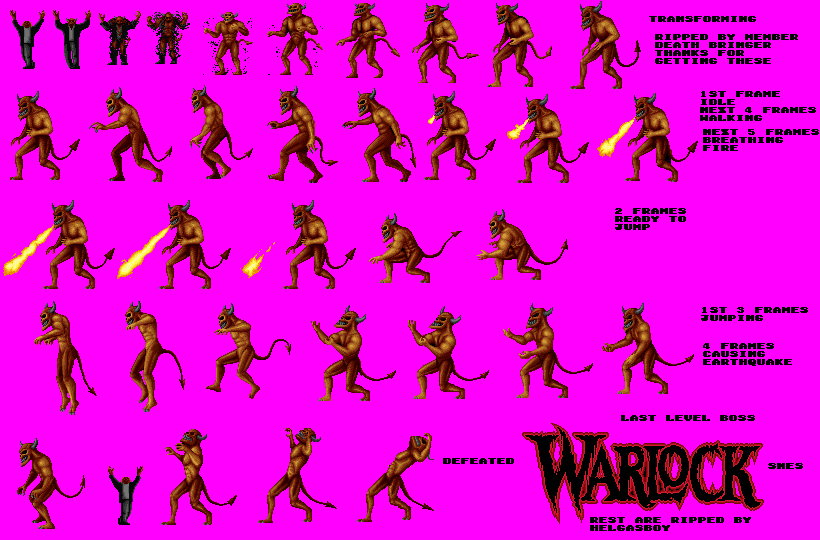 TRANSFORMING
RIPPED BY MEMBER
DEATH BRINGER
THANKS FOR
GETTING THESE
1ST FRAME
IDLE
NEXT 4 FRAMES
WALKING
NEXT 5 FRAMES
BREATHING
FIRE
2 FRAMES
READY TO
JUMP
1ST 3 FRAMES
JUMPING
4 FRAMES
CAUSING
EARTHQUAKE
LAST LEVEL BOSS
DEFEATED
WARLOCK
SNES
REST ARE RIPPED BY
MELGASBOY